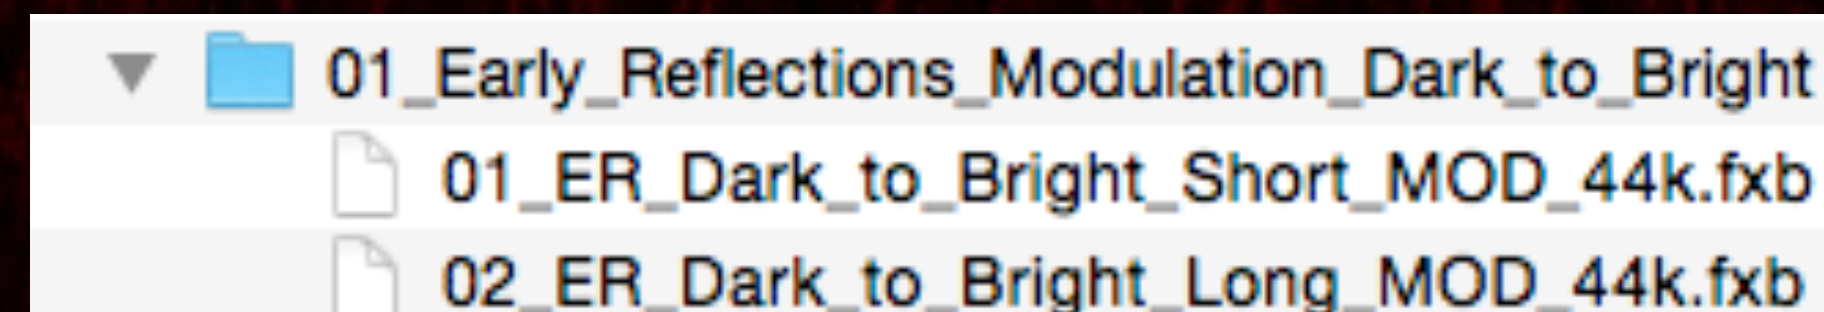 01_Early_Reflections_Modulation_Dark_to_Bright
01_ER_Dark_to_Bright_Short_MOD_44k.fxb
02_ER_Dark_to_Bright_Long_MOD_44k.fxb